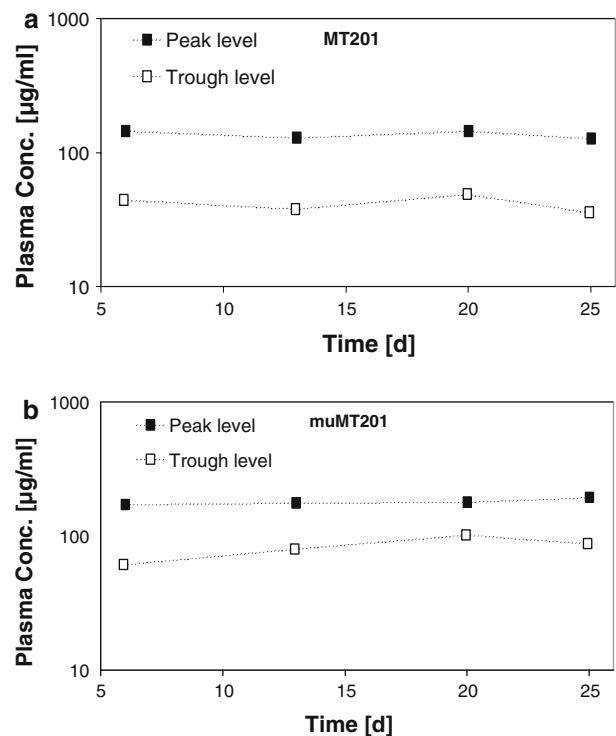 a
MT201
Peak level
Trough level
1000
100
10
Plasma Conc. [µg/ml]
5 10 15 20 25
Time [d]
b
muMT201
Peak level
Trough level
1000
100
10
Plasma Conc. [µg/ml]
5 10 15 20 25
Time [d]